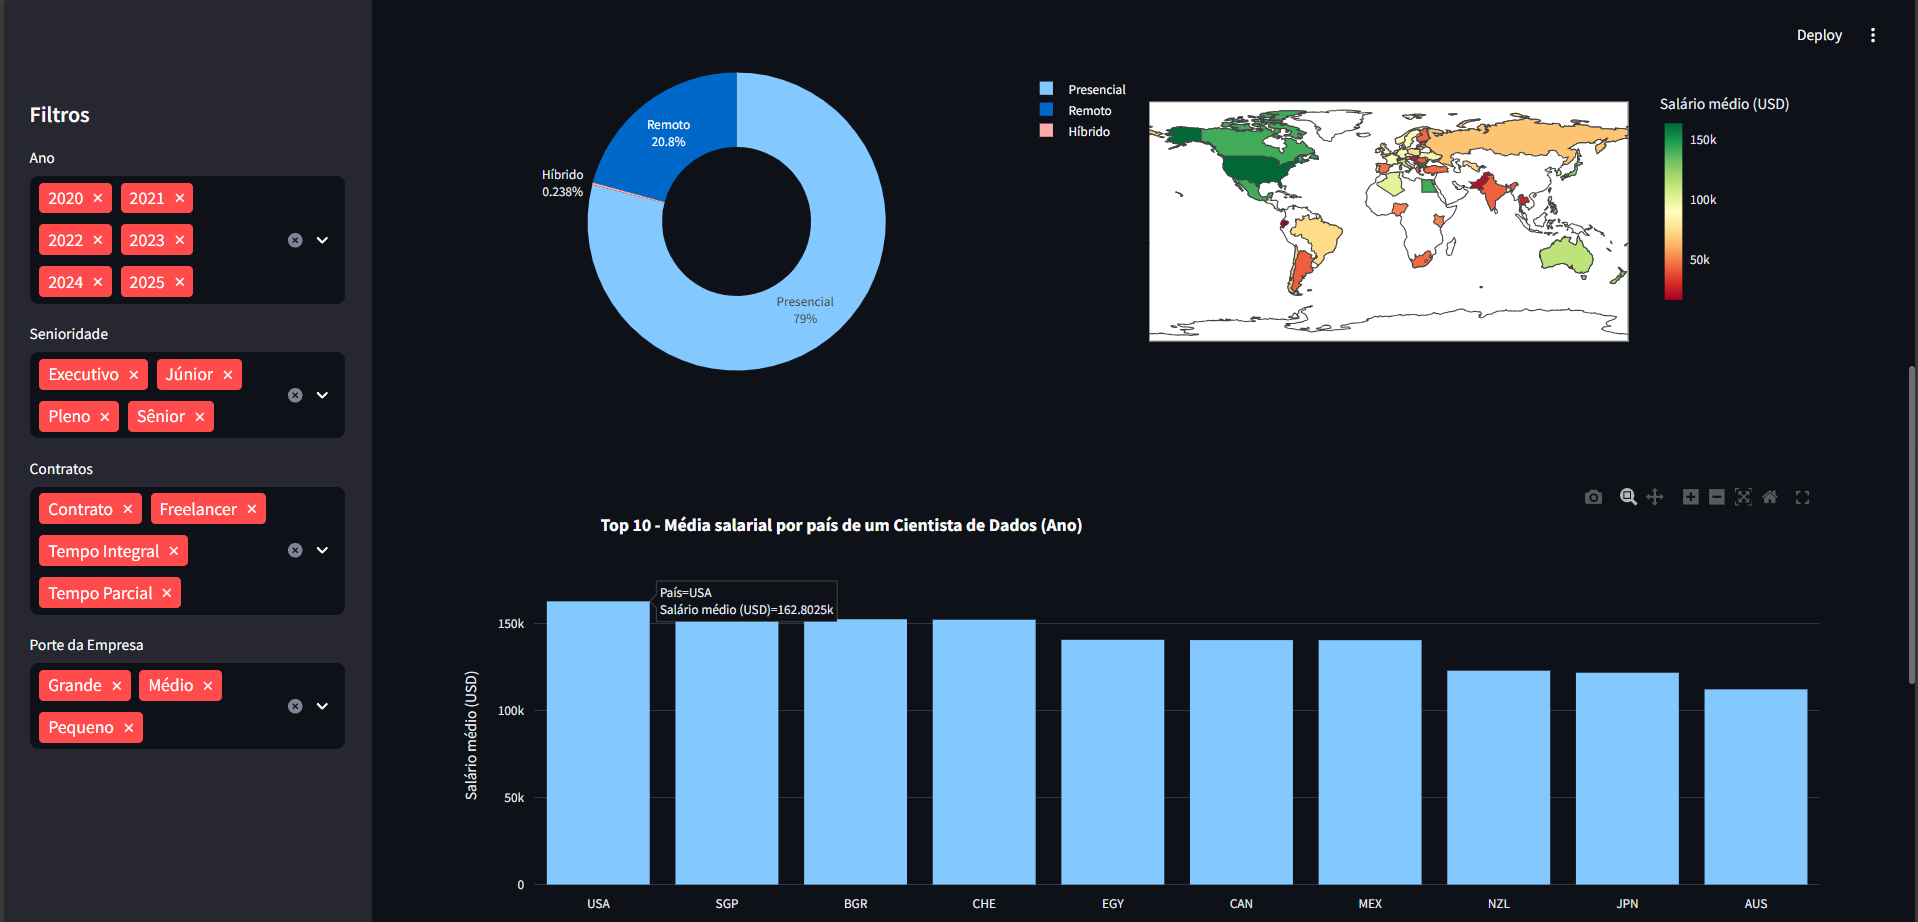 Deploy
Filtros
Ano
2020 2021
2022 2023
2024 2025
Senioridade
Executivo Júnior
Pleno Sênior
Contratos
Contrato Freelancer
Tempo Integral
Tempo Parcial
Porte da Empresa
Grande Médio
Pequeno
Remoto
20.8%
Híbrido
0.238%
Presencial
79%
Presencial
Remoto
Híbrido
Salário médio (USD)
150k
100k
50k
Top 10 - Média salarial por país de um Cientista de Dados (Ano)
País=USA
Salário médio (USD)=162.8025k
Salário médio (USD)
150k
100k
50k
0
USA SGP BGR CHE EGY CAN MEX NZL JPN AUS